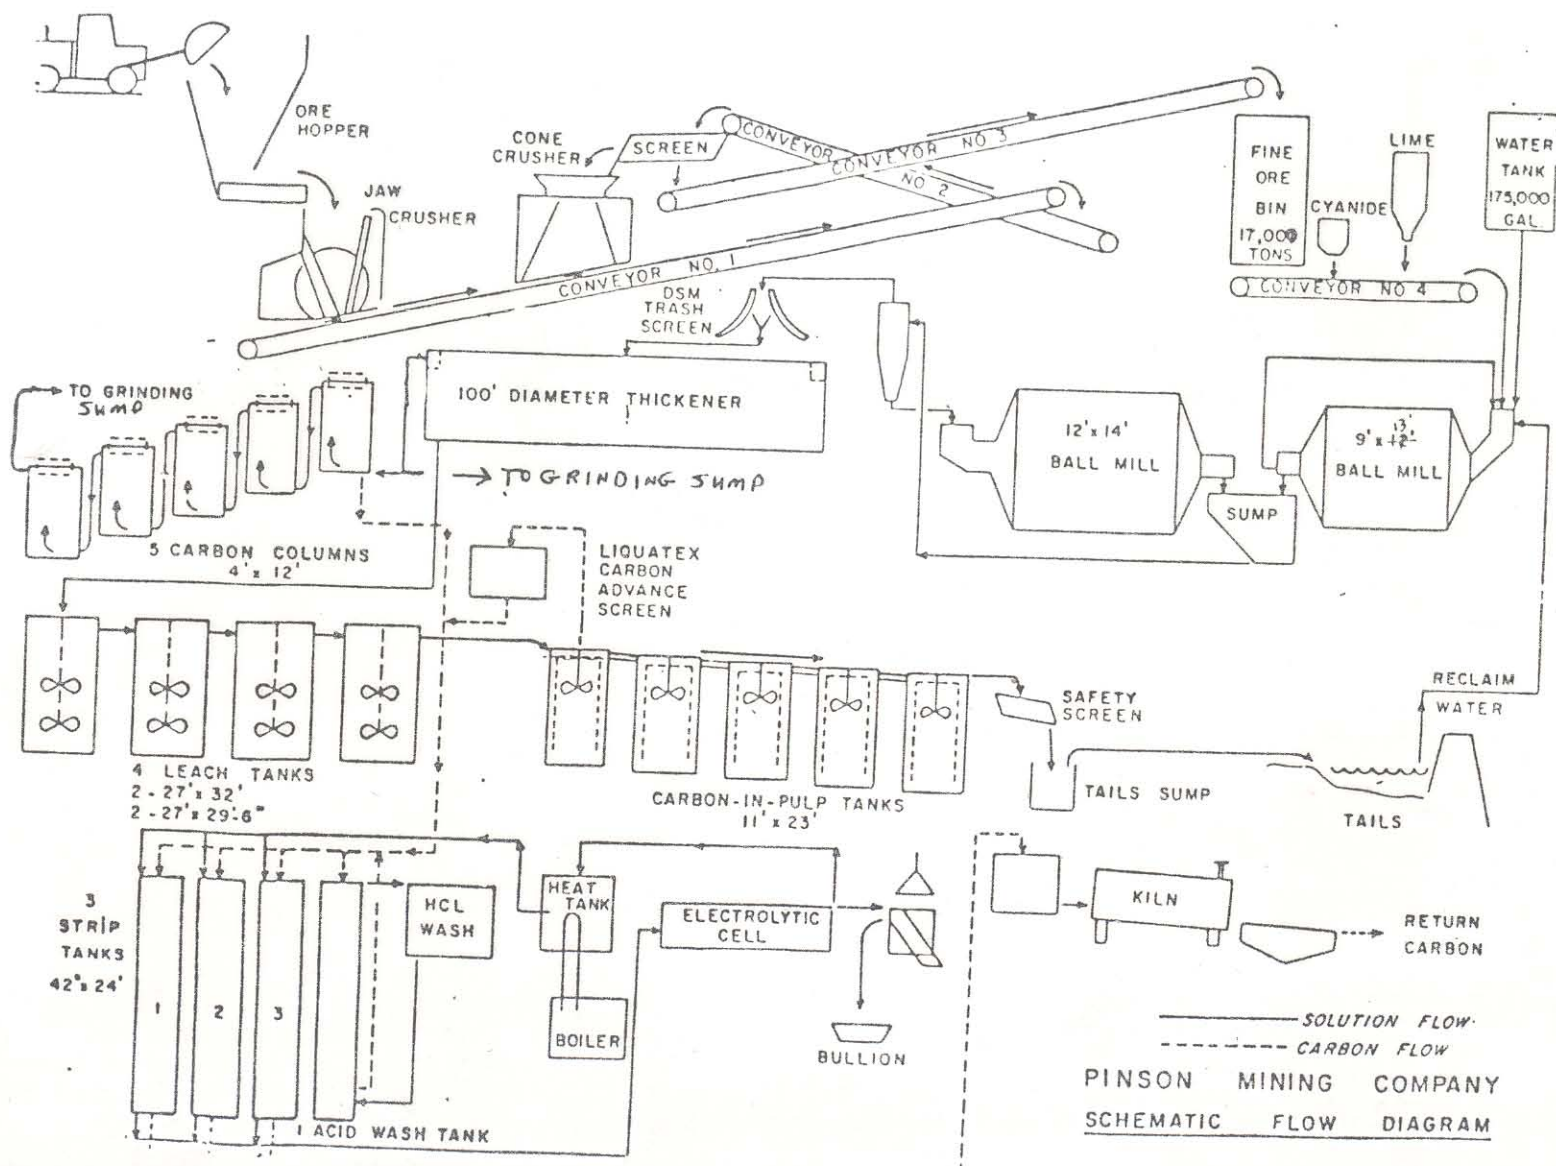 ORE
HOPPER
JAW
CRUSHER
CONE
CRUSHER
SCREEN
CONVEYOR NO. 1
CONVEYOR NO. 2
CONVEYOR NO. 3
FINE
ORE
BIN
17,000
TONS
CYANIDE
LIME
WATER
TANK
175,000
GAL.
CONVEYOR NO. 4
DSM
TRASH
SCREEN
100' DIAMETER THICKENER
TO GRINDING
SUMP
→ TO GRINDING SUMP
12' x 14'
BALL MILL
SUMP
13'
9' x 12'
BALL MILL
5 CARBON COLUMNS
4' x 12'
LIQUATEX
CARBON
ADVANCE
SCREEN
4 LEACH TANKS
2 - 27' x 32'
2 - 27' x 29'-6"
CARBON-IN-PULP TANKS
11' x 23'
SAFETY
SCREEN
TAILS SUMP
RECLAIM
WATER
TAILS
3
STRIP
TANKS
42" x 24'
1
2
3
HCL
WASH
1 ACID WASH TANK
HEAT
TANK
BOILER
ELECTROLYTIC
CELL
BULLION
KILN
RETURN
CARBON
SOLUTION FLOW
CARBON FLOW
PINSON MINING COMPANY
SCHEMATIC FLOW DIAGRAM